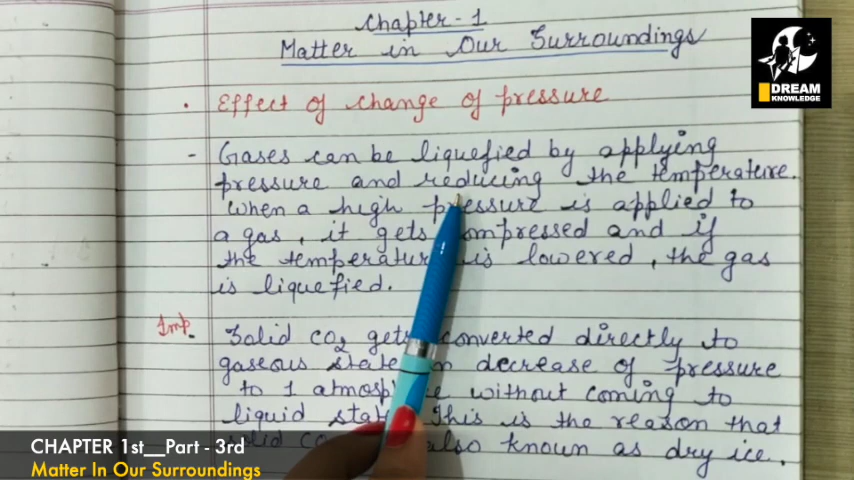 Chapter-1
Matter in Our Surroundings
DREAM
KNOWLEDGE
• Effect of change of pressure
- Gases can be liquefied by applying
pressure and reducing the temperature.
When a high pressure is applied to
a gas, it gets compressed and if
the temperature is lowered, the gas
is liquefied.
Imp. Solid CO2 gets converted directly to
gaseous state on decrease of pressure
to 1 atmosphere without coming to
liquid state. This is the reason that
solid CO2 also known as dry ice.
CHAPTER 1st__Part - 3rd
Matter In Our Surroundings